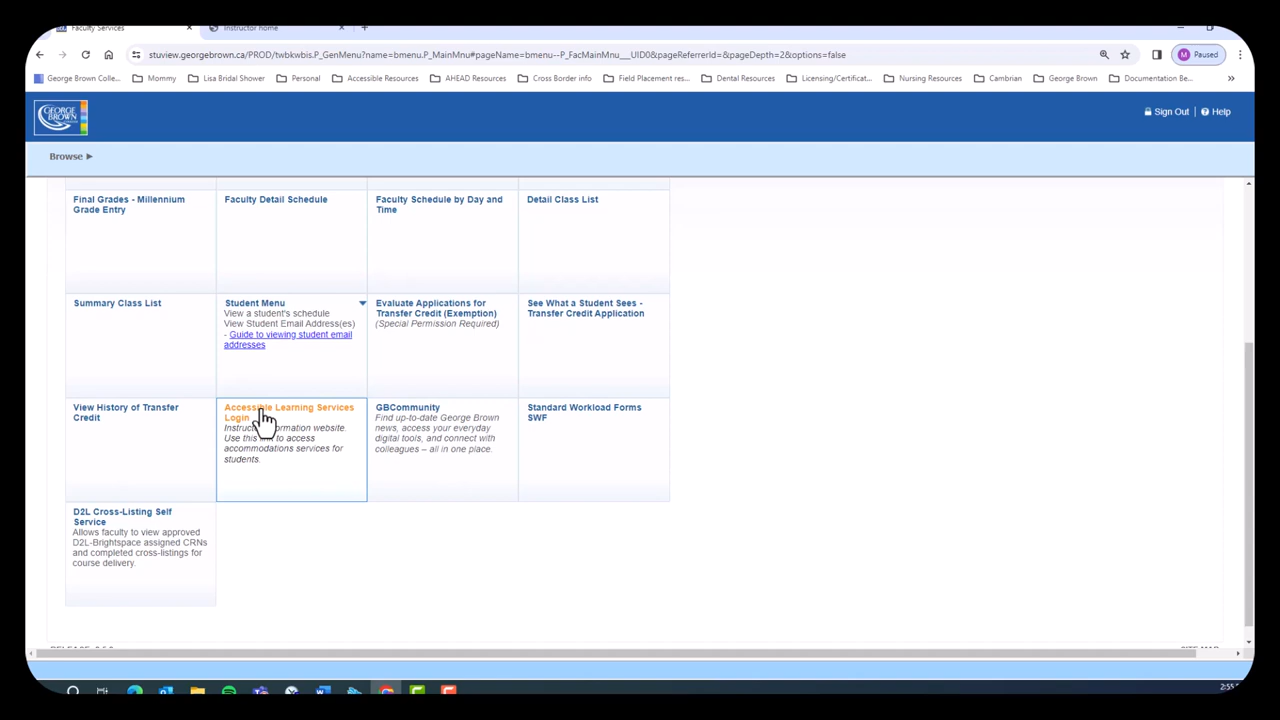 Faculty Services
Instructor home
stuview.georgebrown.ca/PROD/twbkwbis.P_GenMenu?name=bmenu.P_MainMnu#pageName=bmenu--P_FacMainMnu___UID0&pageReferrerId=&pageDepth=2&options=false
M Paused
George Brown Colle...
Mommy
Lisa Bridal Shower
Personal
Accessible Resources
AHEAD Resources
Cross Border info
Field Placement res...
Dental Resources
Licensing/Certificat...
Nursing Resources
Cambrian
George Brown
Documentation Be...
GEORGE
BROWN
Sign Out | Help
Browse
Final Grades - Millennium
Grade Entry
Faculty Detail Schedule
Faculty Schedule by Day and
Time
Detail Class List
Summary Class List
Student Menu
View a student's schedule
View Student Email Address(es)
- Guide to viewing student email
addresses
Evaluate Applications for
Transfer Credit (Exemption)
(Special Permission Required)
See What a Student Sees -
Transfer Credit Application
View History of Transfer
Credit
Accessible Learning Services
Login
website.
Use this to access
accommodations services for
students.
GBCommunity
Find up-to-date George Brown
news, access your everyday
digital tools, and connect with
colleagues – all in one place.
Standard Workload Forms
SWF
D2L Cross-Listing Self
Service
Allows faculty to view approved
D2L-Brightspace assigned CRNs
and completed cross-listings for
course delivery.
2:55